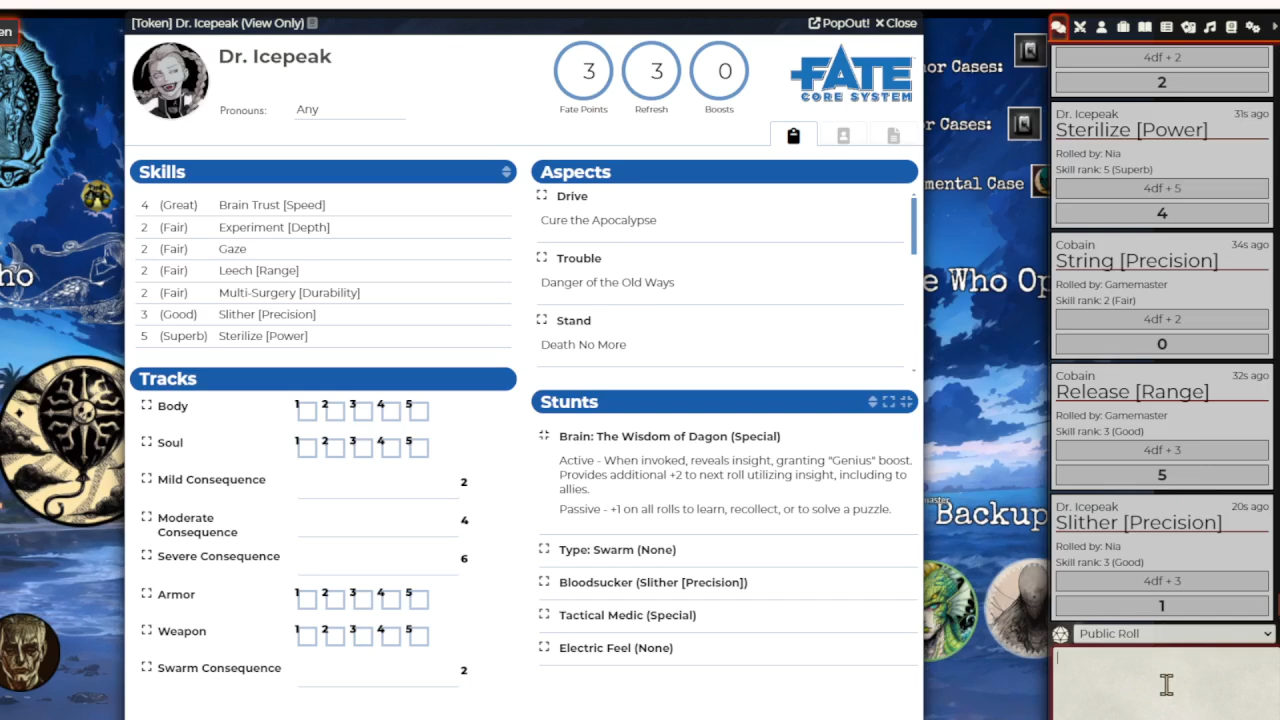 en
[Token] Dr. Icepeak (View Only)
PopOut!
Close
Dr. Icepeak
Pronouns:
Any
3
3
0
Fate Points
Refresh
Boosts
FATE
CORE SYSTEM
Skills
4 (Great) Brain Trust [Speed]
2 (Fair) Experiment [Depth]
2 (Fair) Gaze
2 (Fair) Leech [Range]
2 (Fair) Multi-Surgery [Durability]
3 (Good) Slither [Precision]
5 (Superb) Sterilize [Power]
Tracks
Body
1 2 3 4 5
Soul
1 2 3 4 5
Mild Consequence
2
Moderate
Consequence
4
Severe Consequence
6
Armor
1 2 3 4 5
Weapon
1 2 3 4 5
Swarm Consequence
2
Aspects
Drive
Cure the Apocalypse
Trouble
Danger of the Old Ways
Stand
Death No More
Stunts
Brain: The Wisdom of Dagon (Special)
Active - When invoked, reveals insight, granting "Genius" boost.
Provides additional +2 to next roll utilizing insight, including to
allies.
Passive - +1 on all rolls to learn, recollect, or to solve a puzzle.
Type: Swarm (None)
Bloodsucker (Slither [Precision])
Tactical Medic (Special)
Electric Feel (None)
ho
or Cases:
r Cases:
mental Case
e Who Op
master
Backup
4df + 2
2
Dr. Icepeak
31s ago
Sterilize [Power]
Rolled by: Nia
Skill rank: 5 (Superb)
4df + 5
4
Cobain
34s ago
String [Precision]
Rolled by: Gamemaster
Skill rank: 2 (Fair)
4df + 2
0
Cobain
32s ago
Release [Range]
Rolled by: Gamemaster
Skill rank: 3 (Good)
4df + 3
5
Dr. Icepeak
20s ago
Slither [Precision]
Rolled by: Nia
Skill rank: 3 (Good)
4df + 3
1
Public Roll